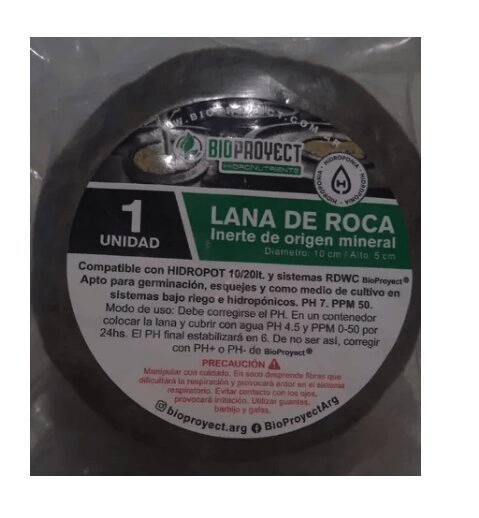 WWW.BIOPROYECT.COM
BIOPROYECT
HIDRONUTRIENTS
HIDROPONIA · HIDROPONIA · HIDROPONIA
H
1
UNIDAD
LANA DE ROCA
Inerte de origen mineral
Diametro: 10 cm / Alto: 5 cm
Compatible con HIDROPOT 10/20lt. y sistemas RDWC BioProyect®
Apto para germinación, esquejes y como medio de cultivo en
sistemas bajo riego e hidropónicos. PH 7. PPM 50.
Modo de uso: Debe corregirse el PH. En un contenedor
colocar la lana y cubrir con agua PH 4.5 y PPM 0-50 por
24hs. El PH final estabilizará en 6. De no ser así, corregir
con PH+ o PH- de BioProyect®
PRECAUCIÓN
Manipular con cuidado. En seco desprende fibras que
dificultará la respiración y provocará ardor en el sistema
respiratorio. Evitar contacto con los ojos,
provocará irritación. Utilizar guantes,
barbijo y gafas.
bioproyect.arg BioProyectArg